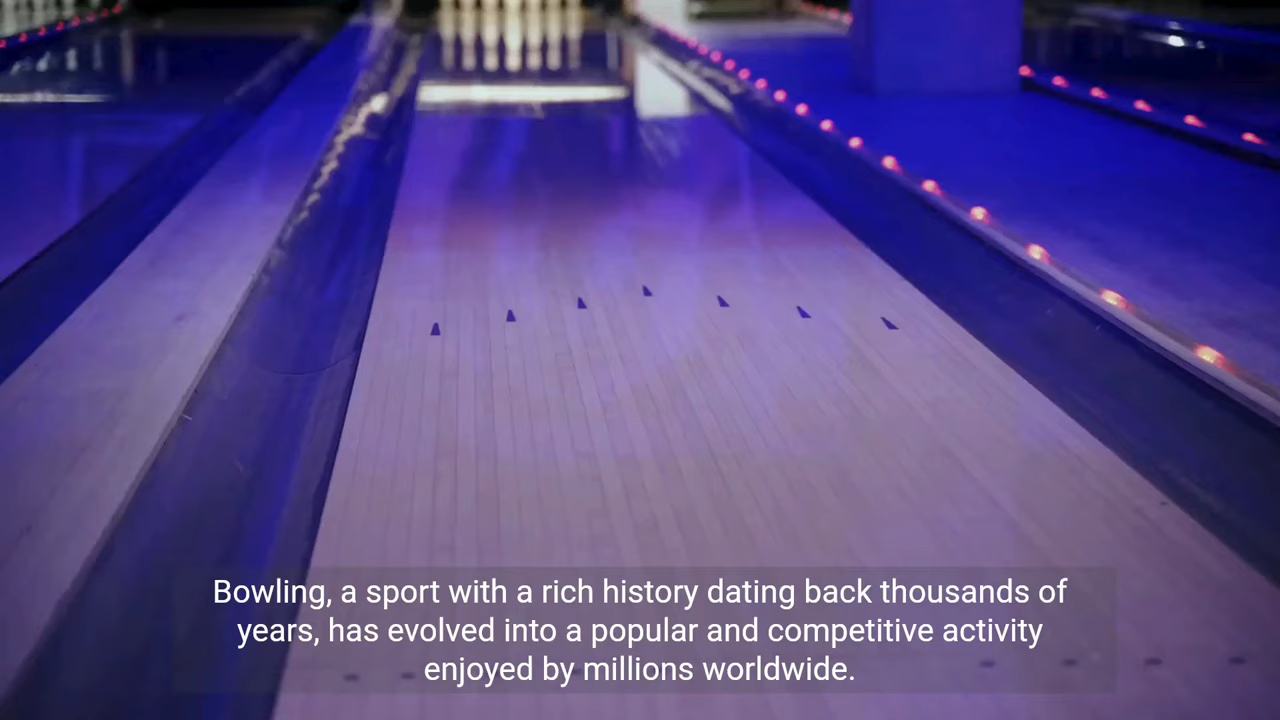 Bowling, a sport with a rich history dating back thousands of
years, has evolved into a popular and competitive activity
enjoyed by millions worldwide.